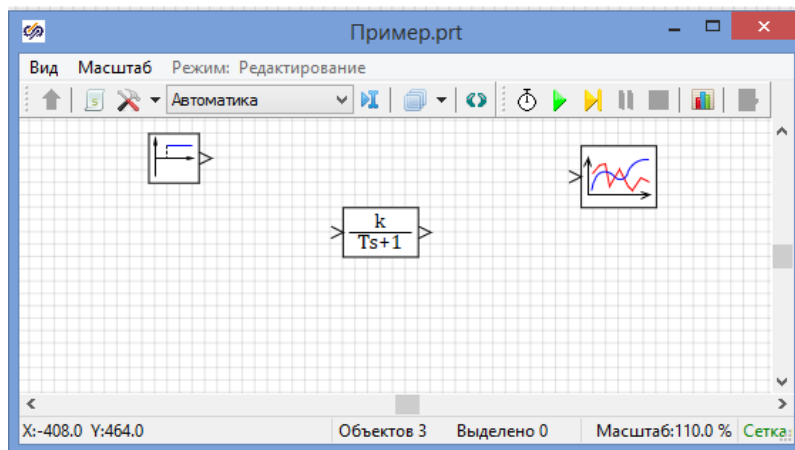 Пример.prt
Вид Масштаб Режим: Редактирование
Автоматика
k
Ts+1
X:-408.0 Y:464.0 Объектов 3 Выделено 0 Масштаб:110.0 % Сетка: